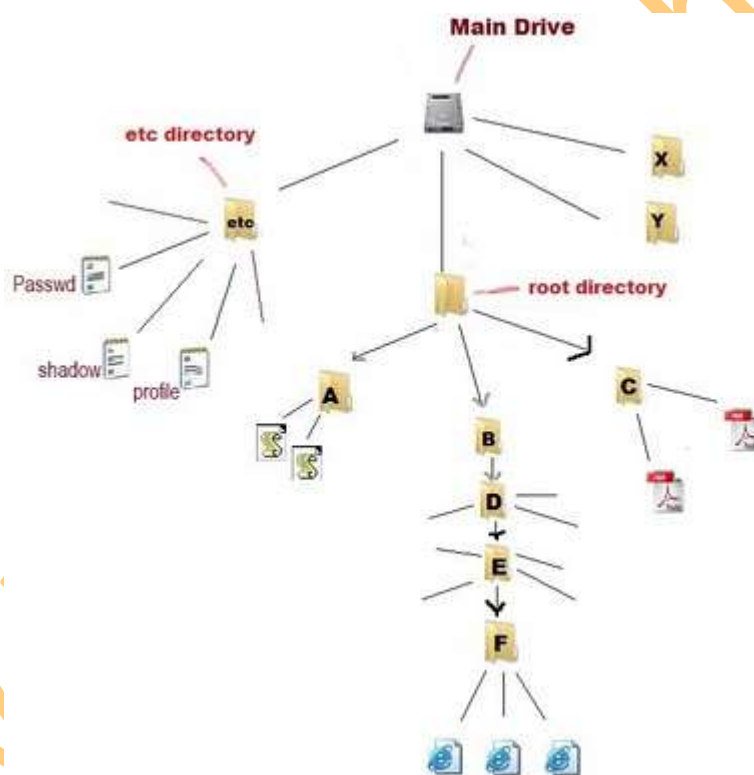 Main Drive
etc directory
X
etc
Y
Passwd
root directory
shadow
profile
A
C
B
D
E
F